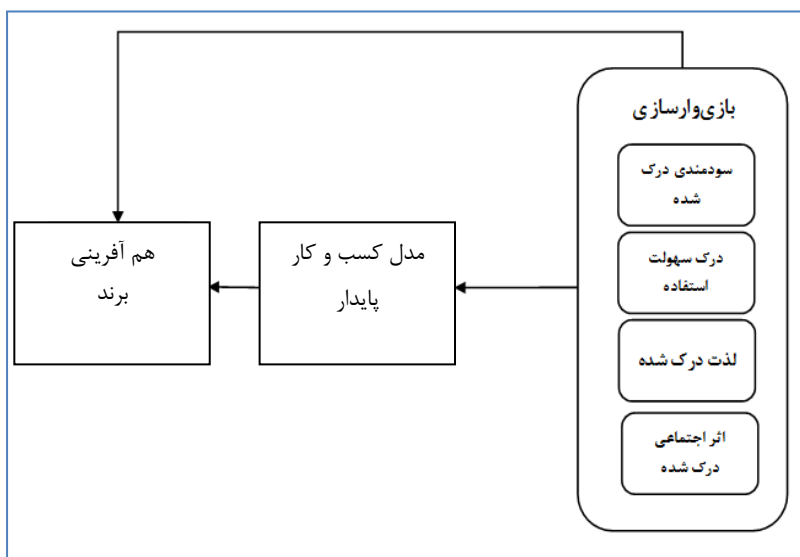 بازی‌وارسازی
سودمندی درک
شده
درک سهولت
استفاده
لذت درک شده
اثر اجتماعی
درک شده
مدل کسب و کار
پایدار
هم آفرینی
برند